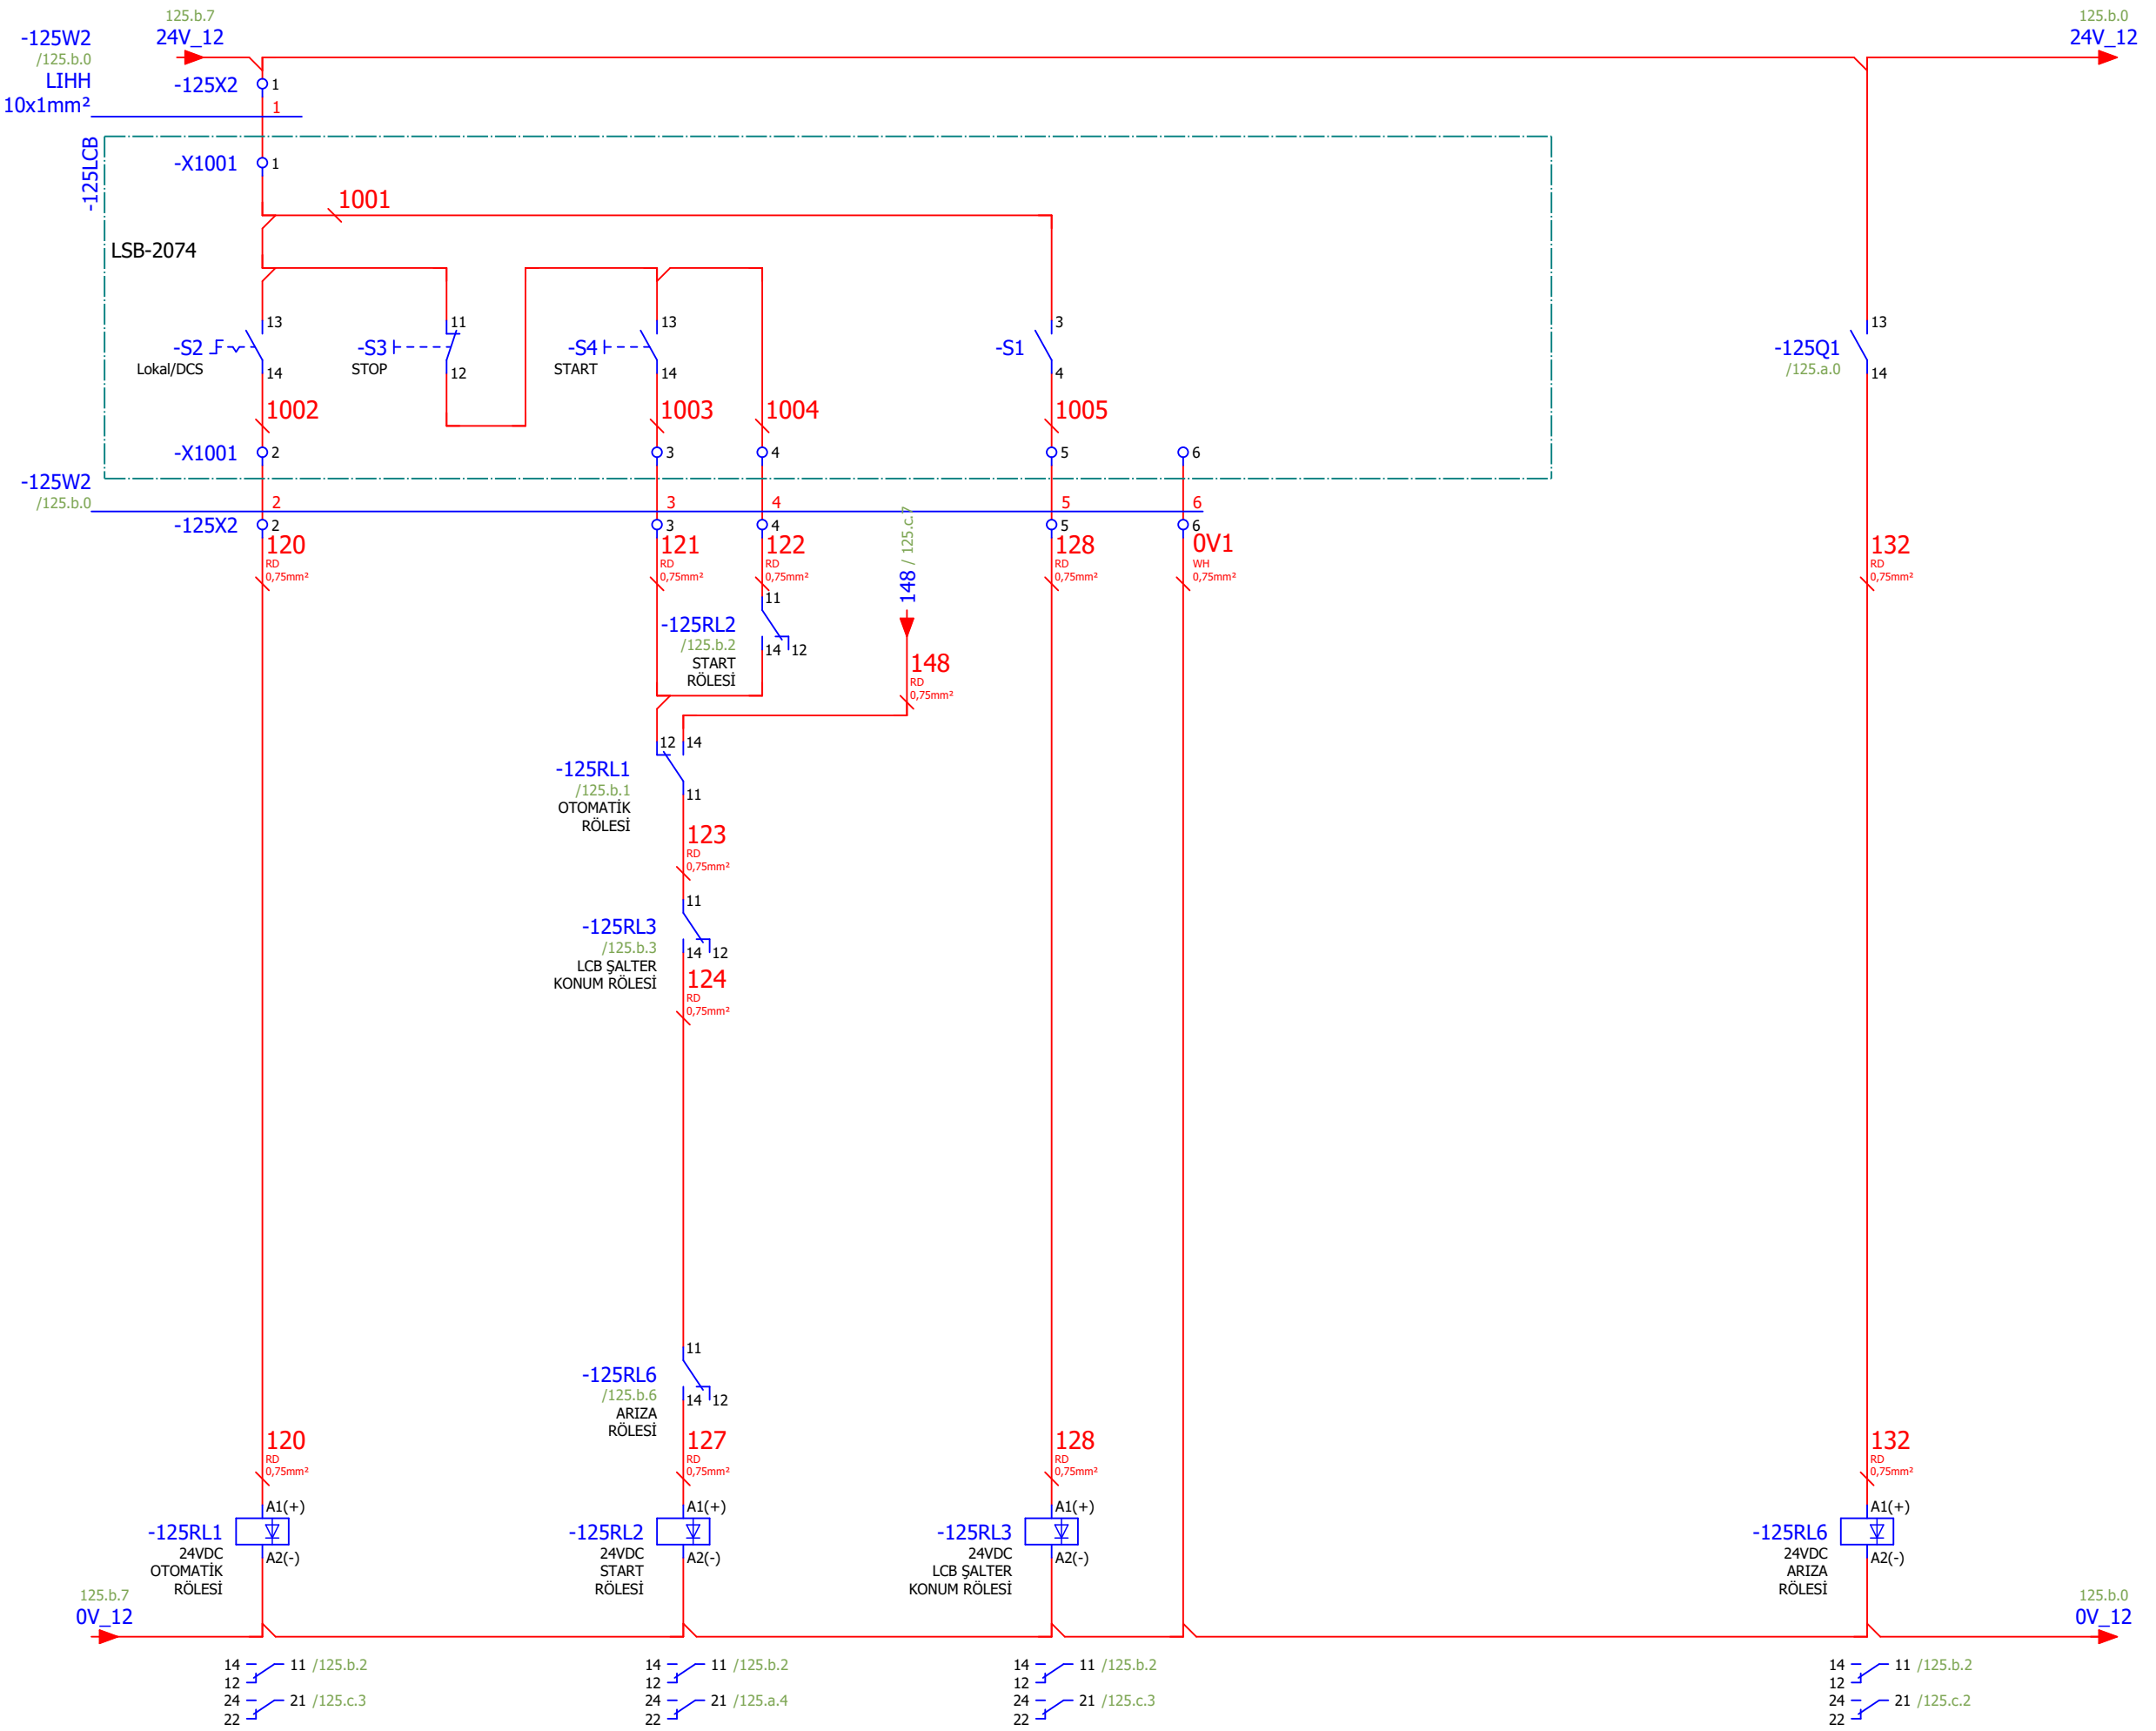 125.b.7
24V_12
125.b.0
24V_12
-125W2
/125.b.0
LIHH
10x1mm²
-125X2
1
1
-125LCB
-X1001
1
1001
LSB-2074
13
-S2
Lokal/DCS
14
11
-S3
STOP
12
13
-S4
START
14
3
-S1
4
13
-125Q1
/125.a.0
14
1002
1003
1004
1005
-X1001
2
3
4
5
6
-125W2
/125.b.0
2
3
4
5
6
-125X2
2
3
4
5
6
120
RD
0,75mm²
121
RD
0,75mm²
122
RD
0,75mm²
148 / 125.c.7
128
RD
0,75mm²
0V1
WH
0,75mm²
132
RD
0,75mm²
11
-125RL2
/125.b.2
START
RÖLESİ
14 12
148
RD
0,75mm²
12 14
-125RL1
/125.b.1
OTOMATİK
RÖLESİ
11
123
RD
0,75mm²
11
-125RL3
/125.b.3
LCB ŞALTER
KONUM RÖLESİ
14 12
124
RD
0,75mm²
11
-125RL6
/125.b.6
ARIZA
RÖLESİ
14 12
120
RD
0,75mm²
127
RD
0,75mm²
128
RD
0,75mm²
132
RD
0,75mm²
A1(+)
-125RL1
24VDC
OTOMATİK
RÖLESİ
A2(-)
A1(+)
-125RL2
24VDC
START
RÖLESİ
A2(-)
A1(+)
-125RL3
24VDC
LCB ŞALTER
KONUM RÖLESİ
A2(-)
A1(+)
-125RL6
24VDC
ARIZA
RÖLESİ
A2(-)
125.b.7
0V_12
125.b.0
0V_12
14 11 /125.b.2
12
24 21 /125.c.3
22
14 11 /125.b.2
12
24 21 /125.a.4
22
14 11 /125.b.2
12
24 21 /125.c.3
22
14 11 /125.b.2
12
24 21 /125.c.2
22